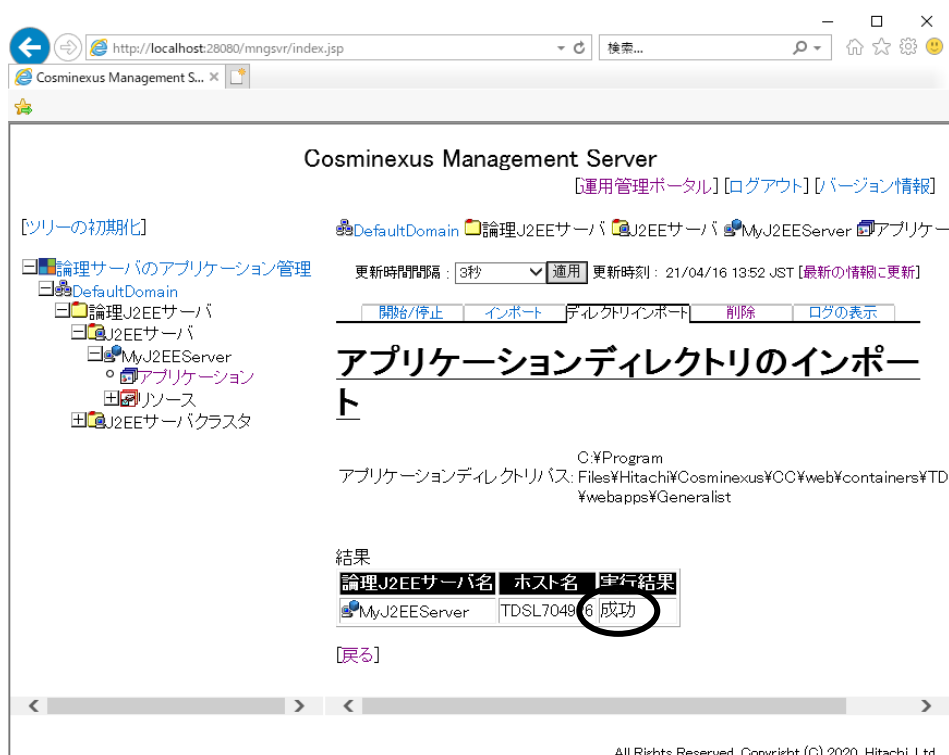 http://localhost:28080/mngsvr/index.jsp
検索...
Cosminexus Management S...
Cosminexus Management Server
[運用管理ポータル] [ログアウト] [バージョン情報]
[ツリーの初期化]
論理サーバのアプリケーション管理
DefaultDomain
論理J2EEサーバ
J2EEサーバ
MyJ2EEServer
アプリケーション
リソース
J2EEサーバクラスタ
DefaultDomain 論理J2EEサーバ J2EEサーバ MyJ2EEServer アプリケー
更新時間間隔 : 3秒 適用 更新時刻 : 21/04/16 13:52 JST [最新の情報に更新]
開始/停止 インポート ディレクトリインポート 削除 ログの表示
アプリケーションディレクトリのインポー
ト
C:¥Program
アプリケーションディレクトリパス: Files¥Hitachi¥Cosminexus¥CC¥web¥containers¥TD
¥webapps¥Generalist
結果
論理J2EEサーバ名 ホスト名 実行結果
MyJ2EEServer 成功
[戻る]
All Rights Reserved. Copyright (C) 2020, Hitachi, Ltd.